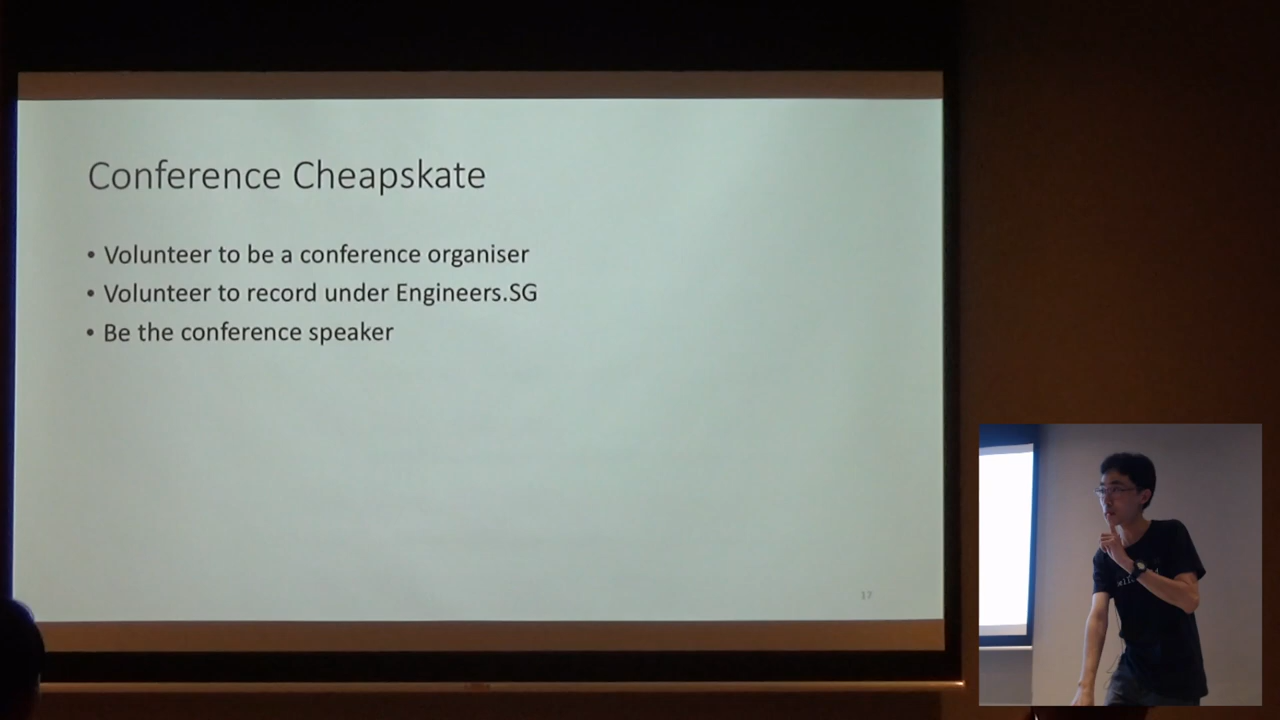 Conference Cheapskate
• Volunteer to be a conference organiser
• Volunteer to record under Engineers.SG
• Be the conference speaker
17